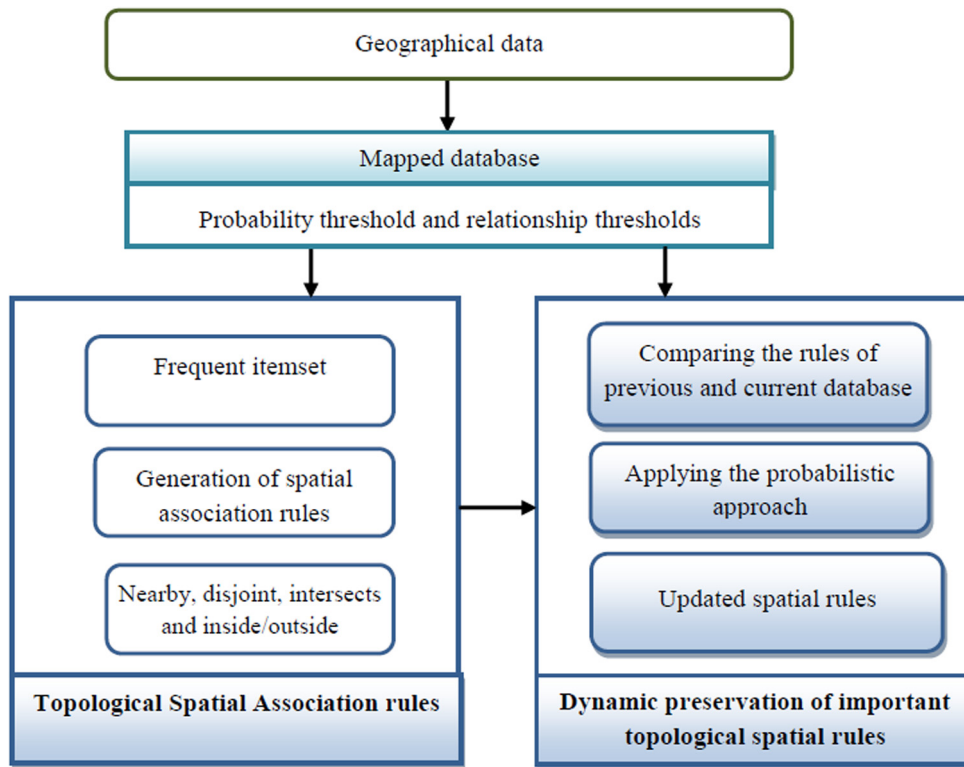 Geographical data
Mapped database
Probability threshold and relationship thresholds
Frequent itemset
Generation of spatial
association rules
Nearby, disjoint, intersects
and inside/outside
Topological Spatial Association rules
Comparing the rules of
previous and current database
Applying the probabilistic
approach
Updated spatial rules
Dynamic preservation of important
topological spatial rules